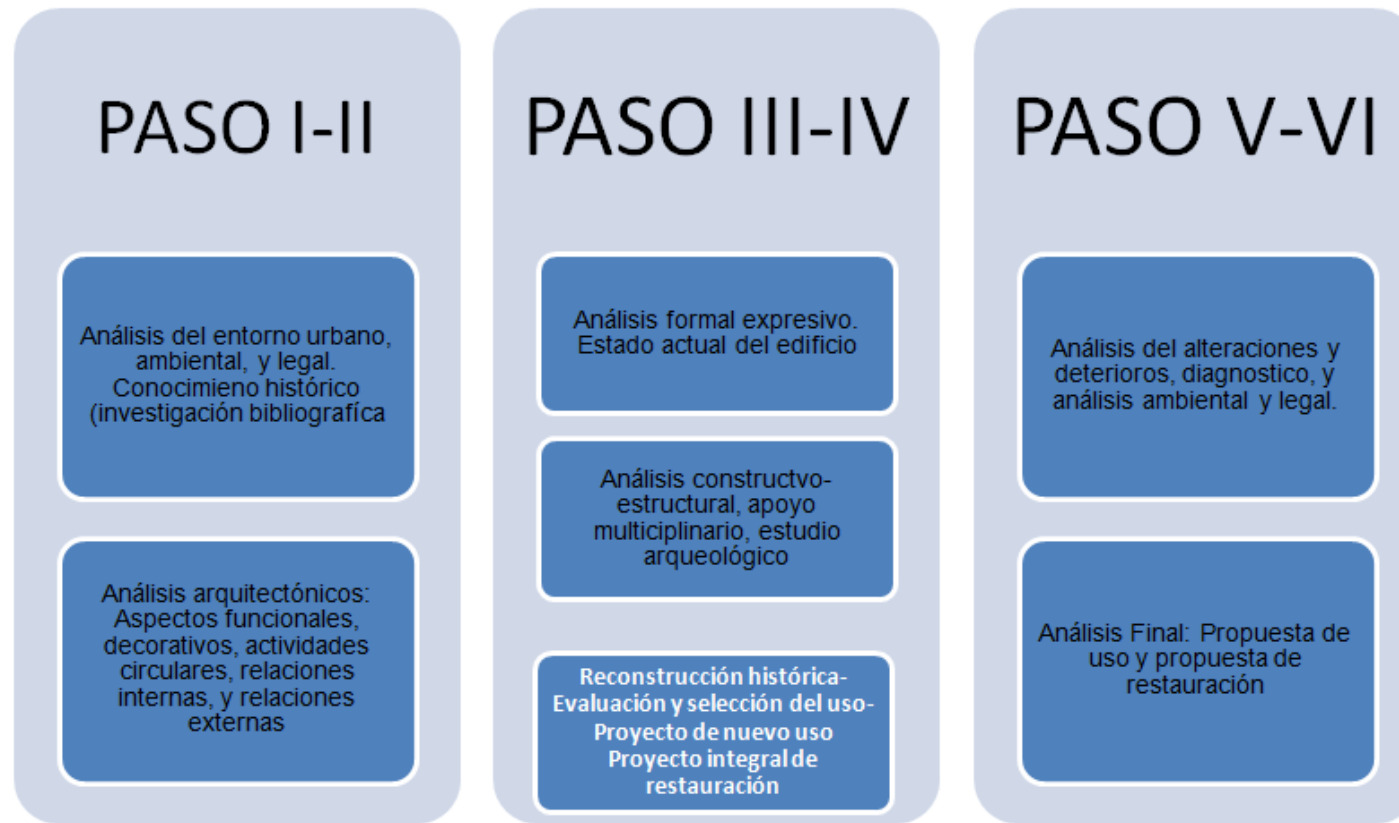 PASO I-II
Análisis del entorno urbano,
ambiental, y legal.
Conocimieno histórico
(investigación bibliografíca
Análisis arquitectónicos:
Aspectos funcionales,
decorativos, actividades
circulares, relaciones
internas, y relaciones
externas
PASO III-IV
Análisis formal expresivo.
Estado actual del edificio
Análisis constructvo-
estructural, apoyo
multiciplinario, estudio
arqueológico
Reconstrucción histórica-
Evaluación y selección del uso-
Proyecto de nuevo uso
Proyecto integral de
restauración
PASO V-VI
Análisis del alteraciones y
deterioros, diagnostico, y
análisis ambiental y legal.
Análisis Final: Propuesta de
uso y propuesta de
restauración